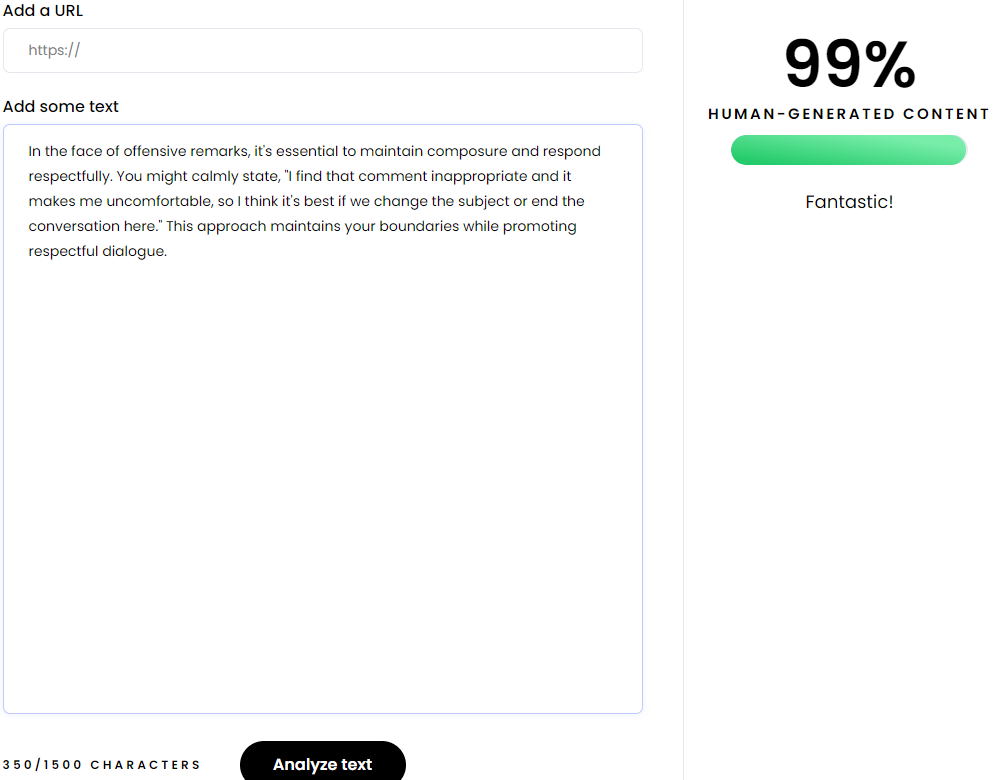 Add a URL
https://
Add some text
In the face of offensive remarks, it's essential to maintain composure and respond
respectfully. You might calmly state, "I find that comment inappropriate and it
makes me uncomfortable, so I think it's best if we change the subject or end the
conversation here." This approach maintains your boundaries while promoting
respectful dialogue.
350/1500 CHARACTERS
Analyze text
99%
HUMAN-GENERATED CONTENT
Fantastic!